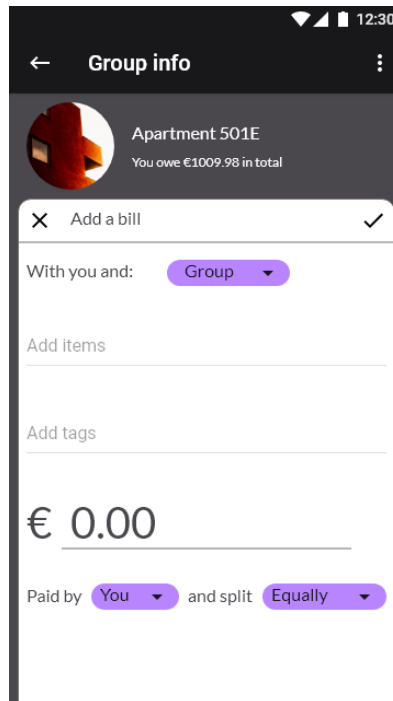 12:30
Group info
Apartment 501E
You owe €1009.98 in total
Add a bill
With you and: Group
Add items
Add tags
€ 0.00
Paid by You and split Equally